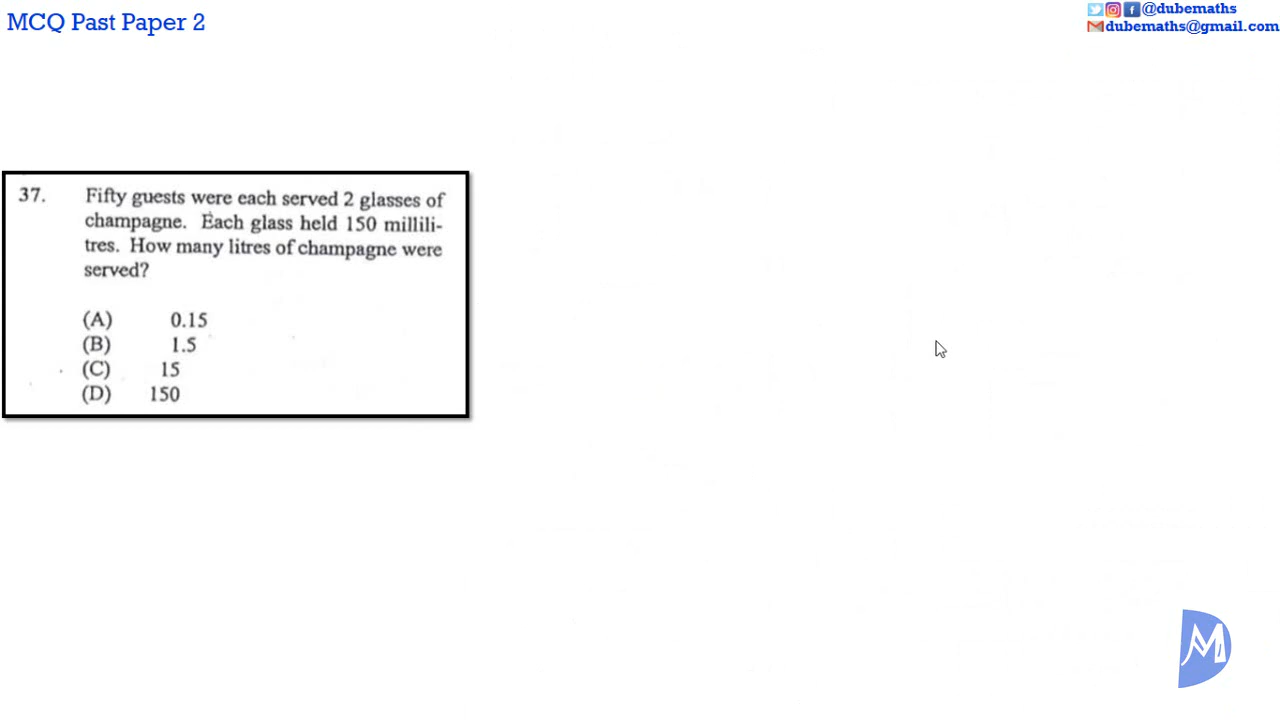 MCQ Past Paper 2
@dubemaths
dubemaths@gmail.com
37. Fifty guests were each served 2 glasses of
champagne. Each glass held 150 millili-
tres. How many litres of champagne were
served?
(A) 0.15
(B) 1.5
(C) 15
(D) 150
M